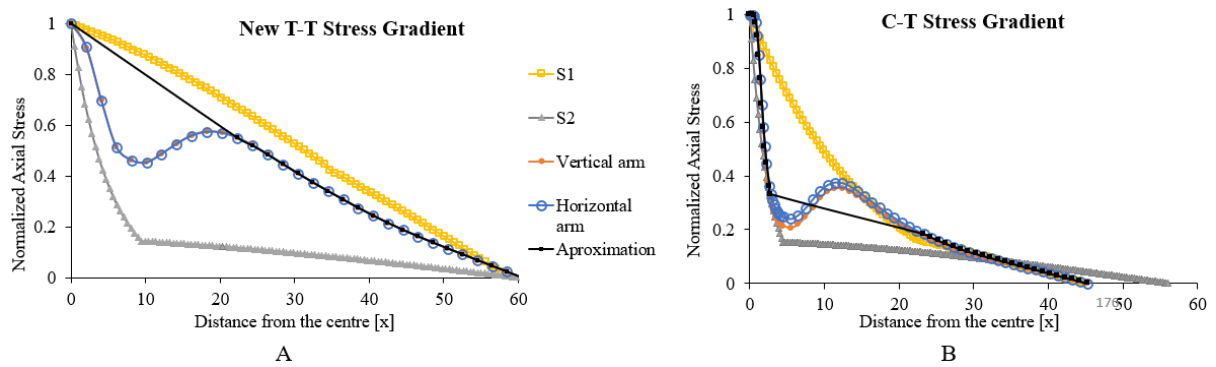 New T-T Stress Gradient
Normalized Axial Stress
1
0.8
0.6
0.4
0.2
0
0 10 20 30 40 50 60
Distance from the centre [x]
A
S1
S2
Vertical arm
Horizontal
arm
Aproximation
C-T Stress Gradient
Normalized Axial Stress
1
0.8
0.6
0.4
0.2
0
0 10 20 30 40 50 60
Distance from the centre [x]
B